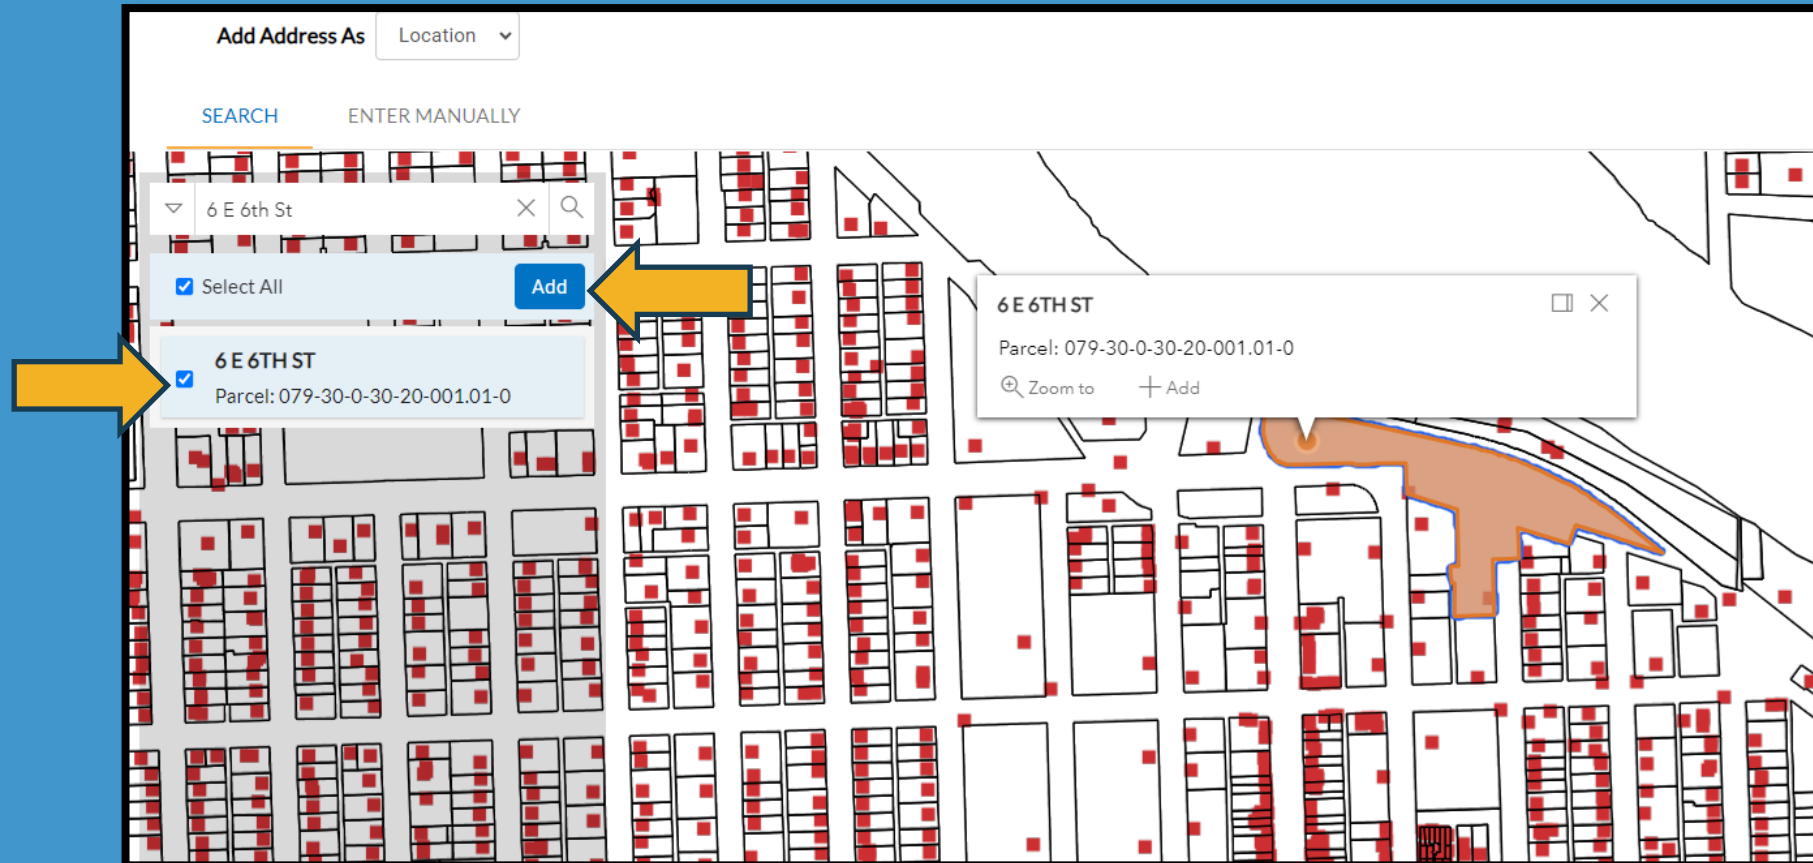 Add Address As Location
SEARCH ENTER MANUALLY
6 E 6th St
Select All Add
6 E 6TH ST
Parcel: 079-30-0-30-20-001.01-0
6 E 6TH ST
Parcel: 079-30-0-30-20-001.01-0
Zoom to Add